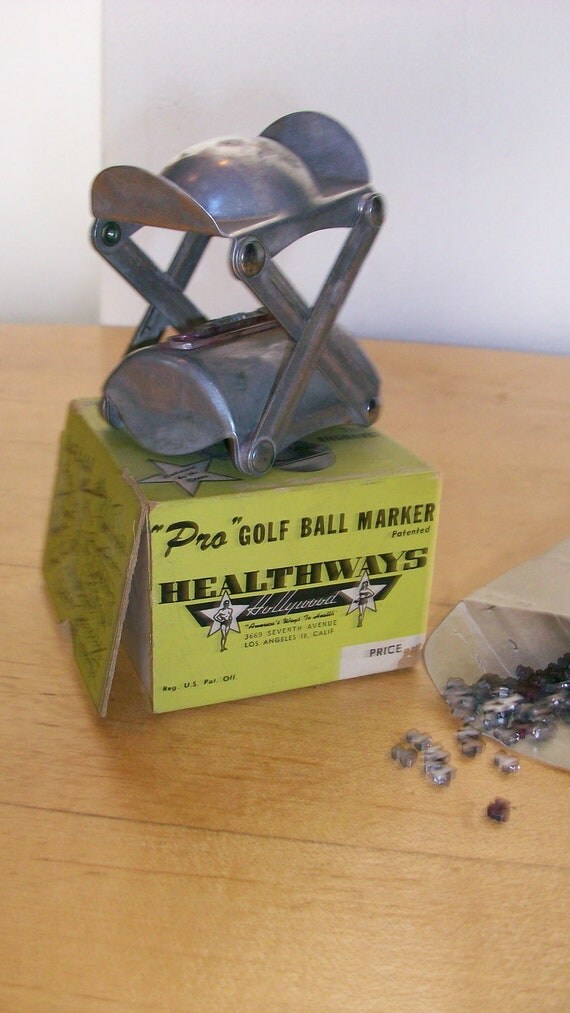 "Pro" GOLF BALL MARKER
Patented
HEALTHWAYS
Hollywood
"America's Ways To Health"
3669 SEVENTH AVENUE
LOS ANGELES 18, CALIF
PRICE
Reg. U.S. Pat. Off.